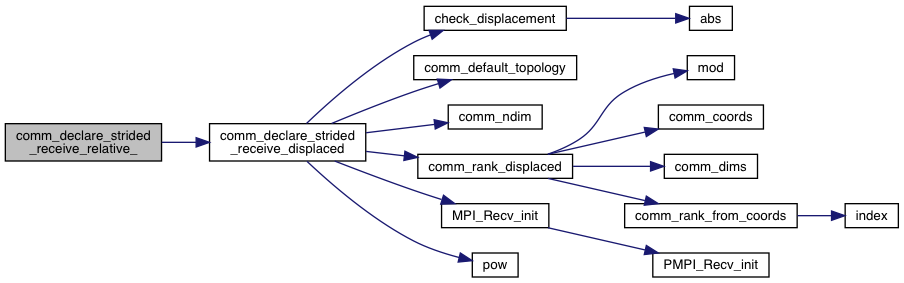 comm_declare_strided
_receive_relative_
comm_declare_strided
_receive_displaced
check_displacement
abs
comm_default_topology
comm_ndim
comm_rank_displaced
mod
comm_coords
comm_dims
comm_rank_from_coords
index
MPI_Recv_init
PMPI_Recv_init
pow